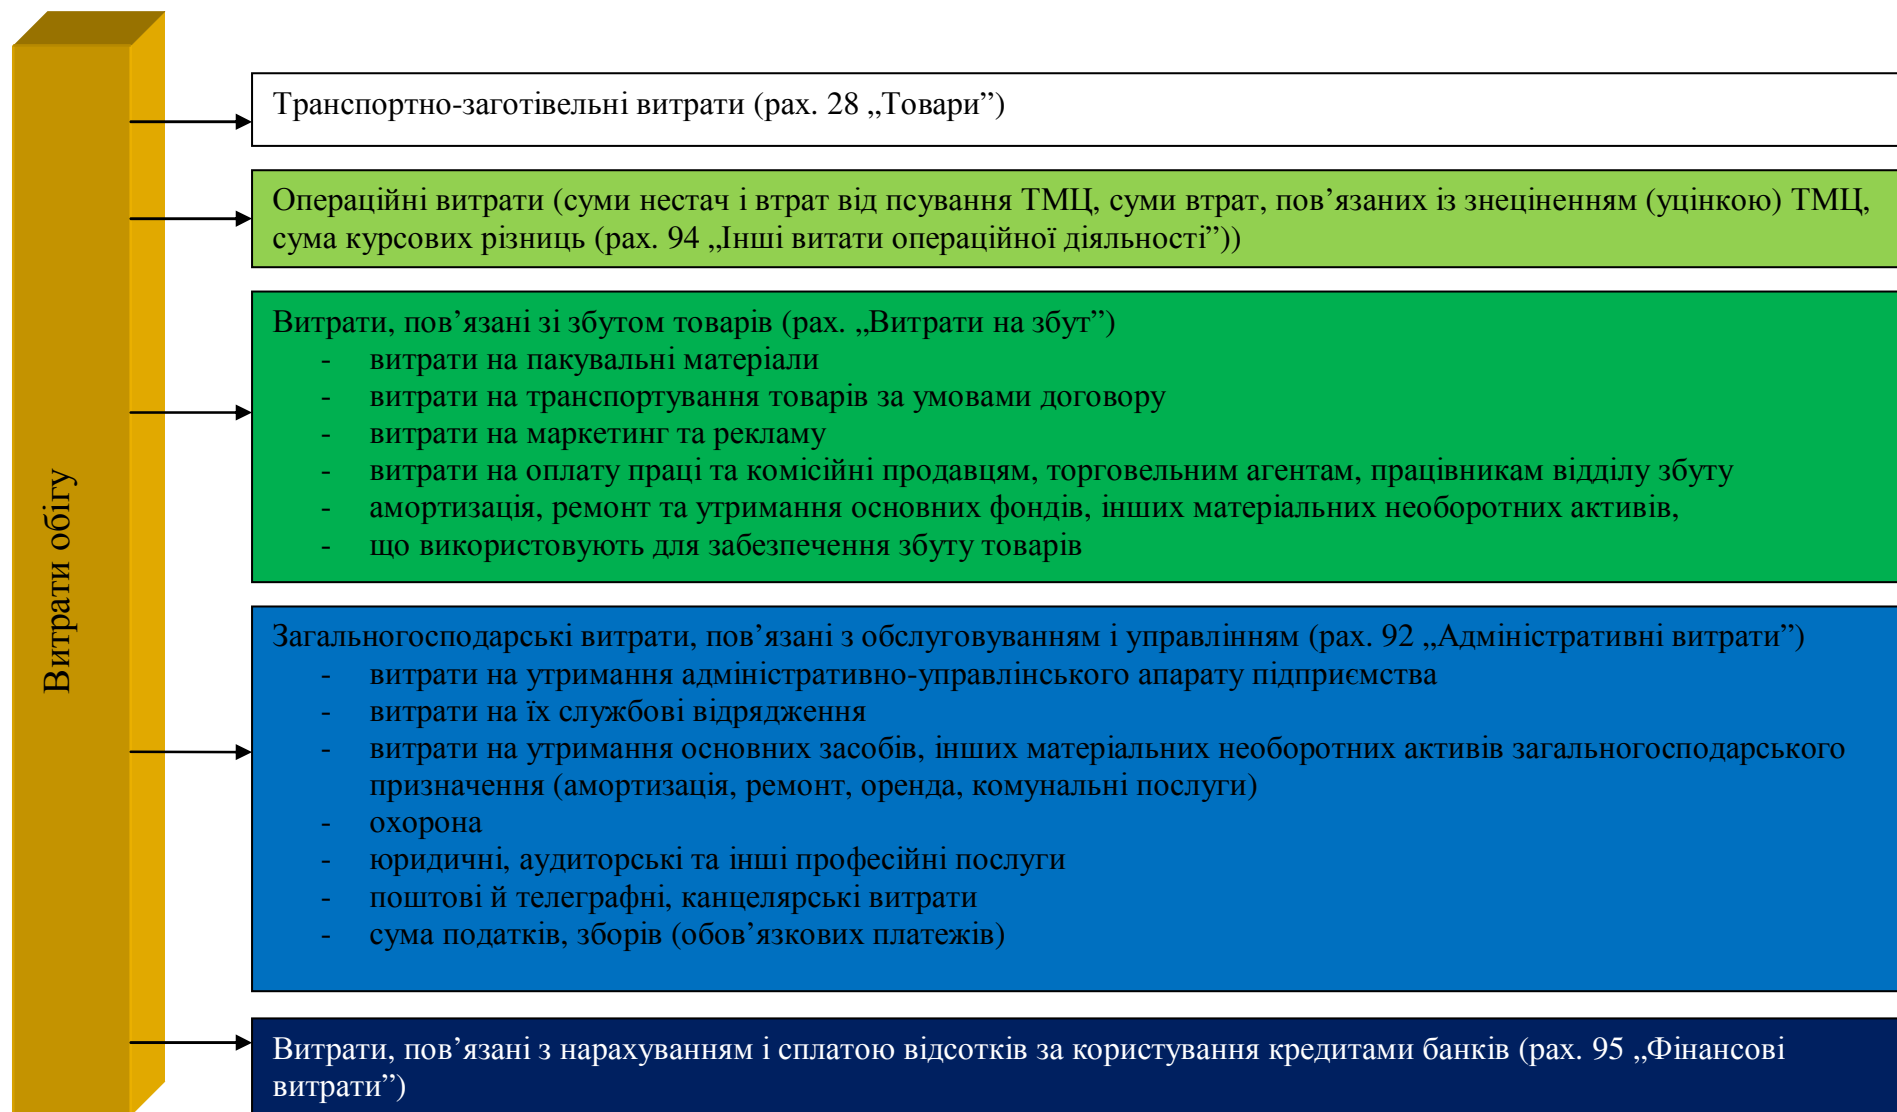 Витрати обігу
Транспортно-заготівельні витрати (рах. 28 „Товари”)
Операційні витрати (суми нестач і втрат від псування ТМЦ, суми втрат, пов’язаних із знеціненням (уцінкою) ТМЦ,
сума курсових різниць (рах. 94 „Інші витати операційної діяльності”))
Витрати, пов’язані зі збутом товарів (рах. „Витрати на збут”)
- витрати на пакувальні матеріали
- витрати на транспортування товарів за умовами договору
- витрати на маркетинг та рекламу
- витрати на оплату праці та комісійні продавцям, торговельним агентам, працівникам відділу збуту
- амортизація, ремонт та утримання основних фондів, інших матеріальних необоротних активів,
- що використовують для забезпечення збуту товарів
Загальногосподарські витрати, пов’язані з обслуговуванням і управлінням (рах. 92 „Адміністративні витрати”)
- витрати на утримання адміністративно-управлінського апарату підприємства
- витрати на їх службові відрядження
- витрати на утримання основних засобів, інших матеріальних необоротних активів загальногосподарського
призначення (амортизація, ремонт, оренда, комунальні послуги)
- охорона
- юридичні, аудиторські та інші професійні послуги
- поштові й телеграфні, канцелярські витрати
- сума податків, зборів (обов’язкових платежів)
Витрати, пов’язані з нарахуванням і сплатою відсотків за користування кредитами банків (рах. 95 „Фінансові
витрати”)